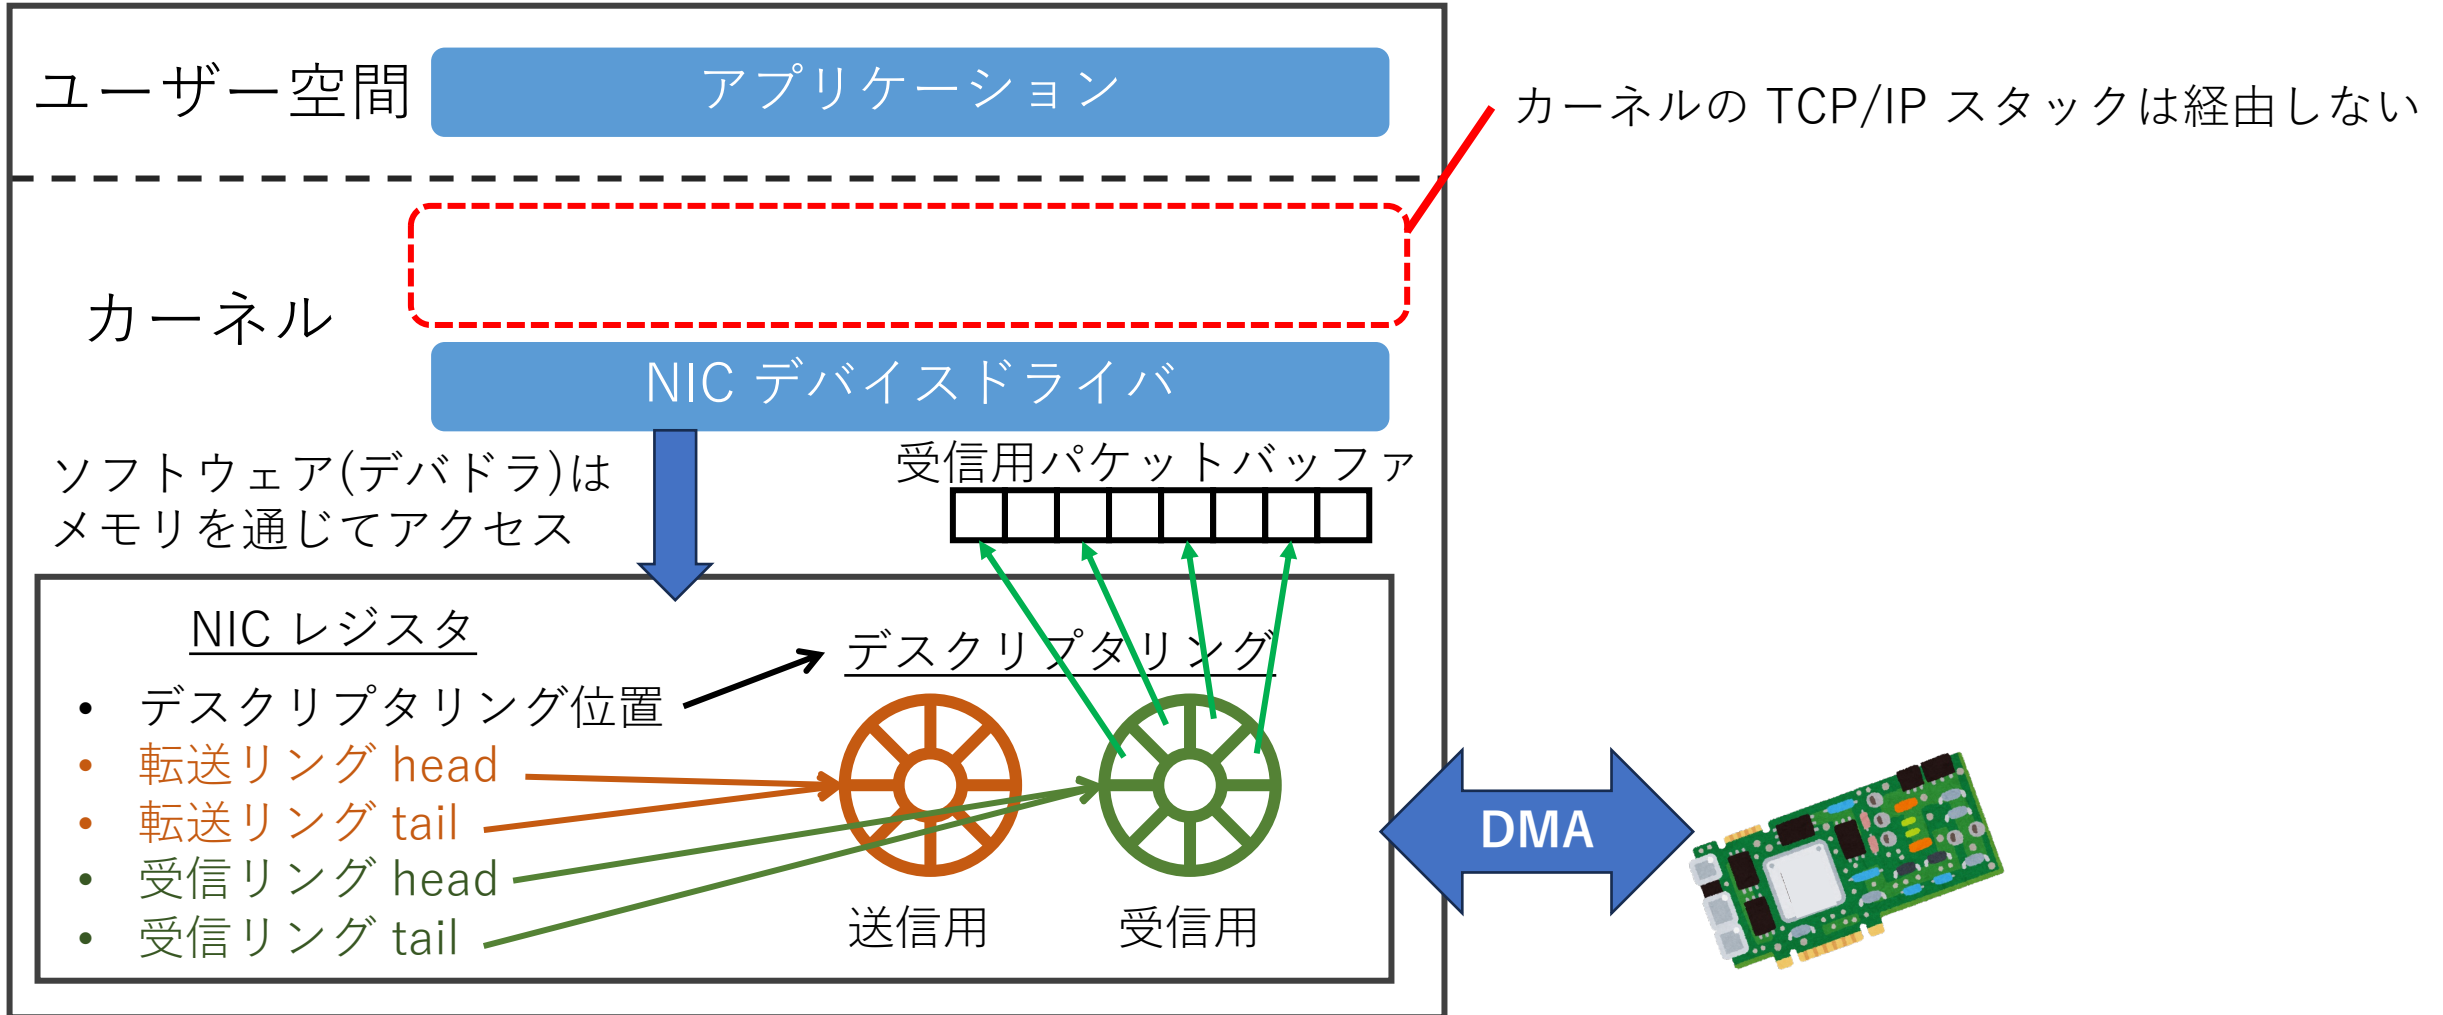 ユーザー空間
アプリケーション
カーネルの TCP/IP スタックは経由しない
カーネル
NIC デバイスドライバ
ソフトウェア(デバドラ)は
メモリを通じてアクセス
受信用パケットバッファ
NIC レジスタ
• デスクリプタリング位置
• 転送リング head
• 転送リング tail
• 受信リング head
• 受信リング tail
デスクリプタリング
送信用
受信用
DMA